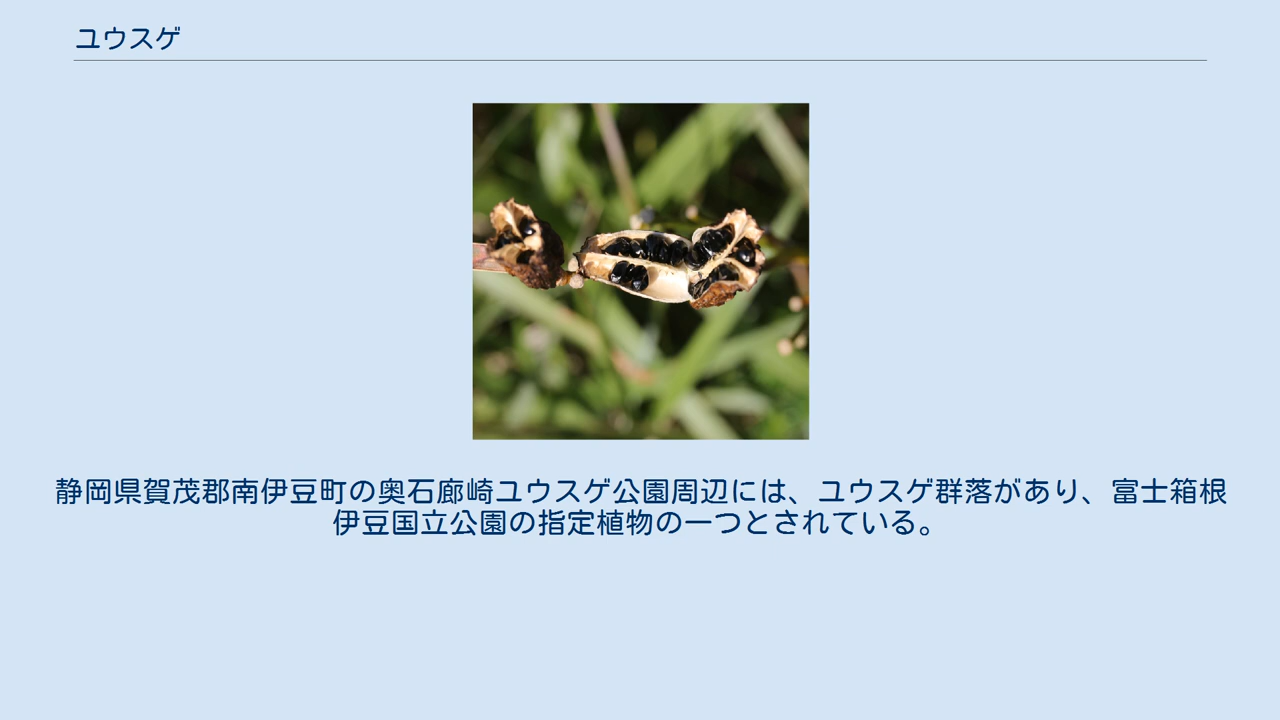 ユウスゲ
静岡県賀茂郡南伊豆町の奥石廊崎ユウスゲ公園周辺には、ユウスゲ群落があり、富士箱根
伊豆国立公園の指定植物の一つとされている。